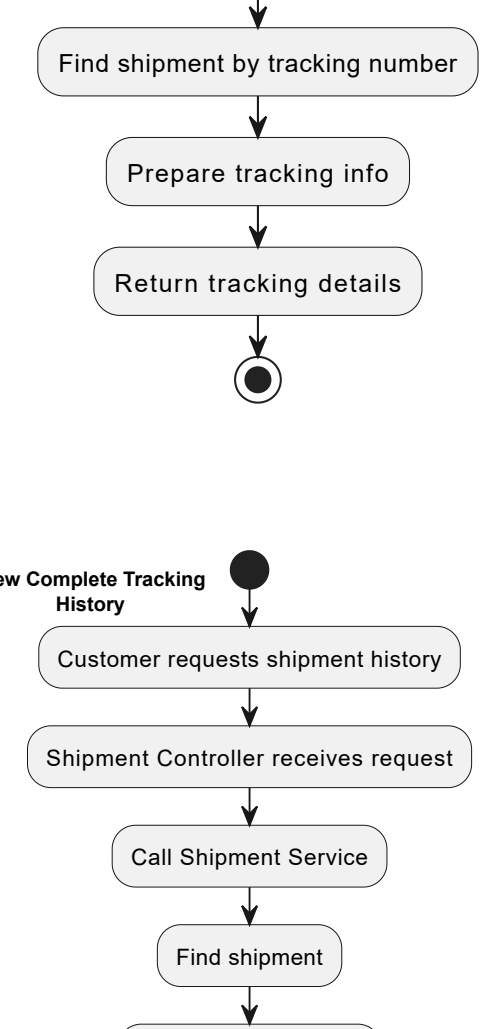 Find shipment by tracking number
Prepare tracking info
Return tracking details
Complete Tracking
History
Customer requests shipment history
Shipment Controller receives request
Call Shipment Service
Find shipment